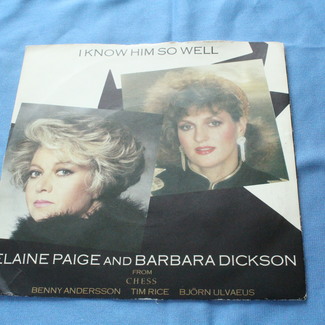 I KNOW HIM SO WELL
ELAINE PAIGE AND BARBARA DICKSON
FROM
CHESS
BENNY ANDERSSON TIM RICE BJÖRN ULVAEUS